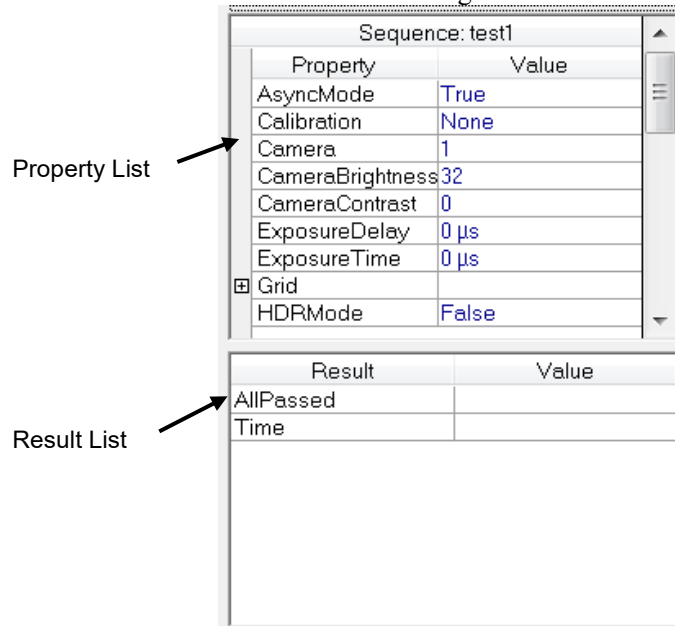 Sequence: test1
Property Value
AsyncMode True
Calibration None
Camera 1
CameraBrightness 32
CameraContrast 0
ExposureDelay 0 µs
ExposureTime 0 µs
Grid
HDRMode False
Property List
Result Value
AllPassed
Time
Result List